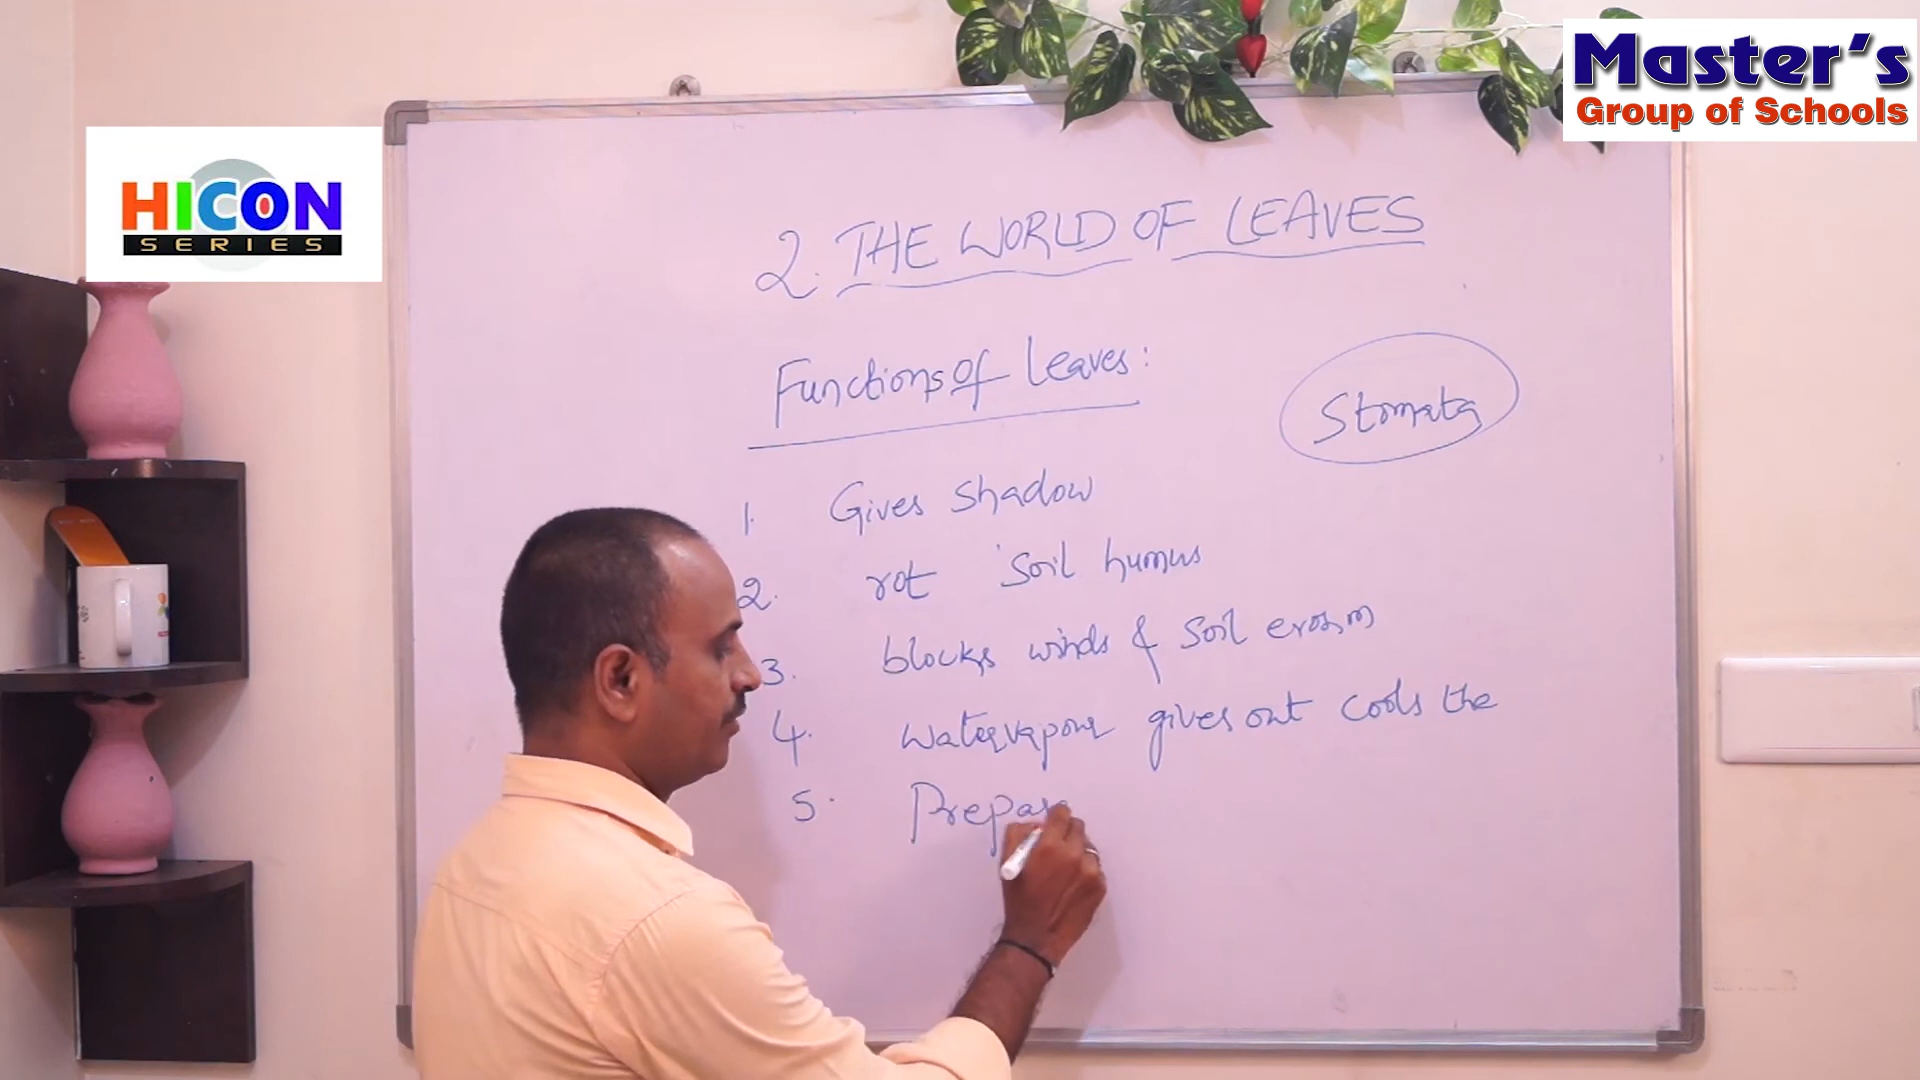 Master's
Group of Schools
HICON
SERIES
2. THE WORLD OF LEAVES
Functions of Leaves:
Stomata
1. Gives shadow
2. rot soil humus
3. blocks winds & soil erosion
4. watervapour gives out cools the
5. Prepare